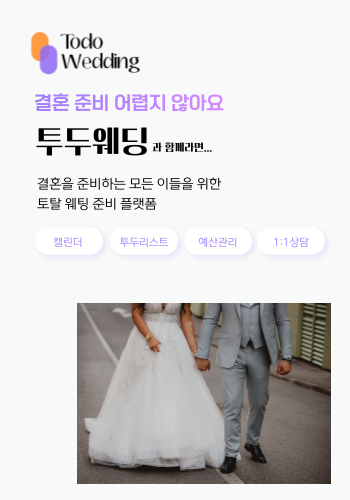 Todo
Wedding
결혼 준비 어렵지 않아요
투두웨딩과 함께라면...
결혼을 준비하는 모든 이들을 위한
토탈 웨딩 준비 플랫폼
캘린더 투두리스트 예산관리 1:1상담